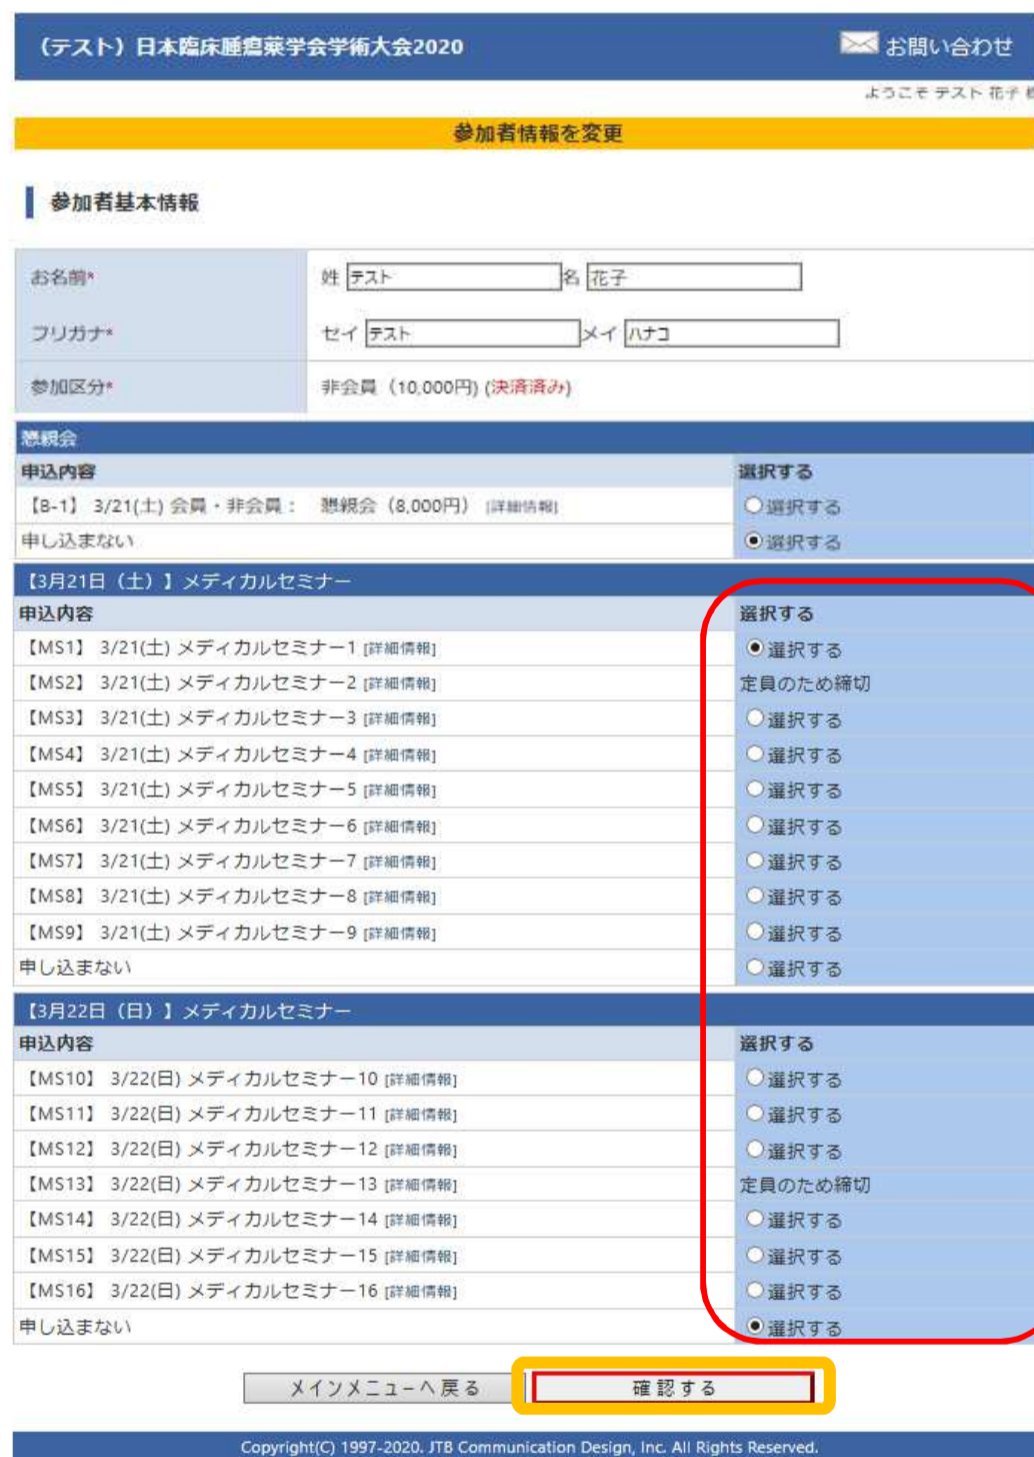 （テスト）日本臨床腫瘍薬学会学術大会2020 お問い合わせ
ようこそ テスト 花子
参加者情報を変更
参加者基本情報
お名前* 姓 テスト 名 花子
フリガナ* セイ テスト メイ ハナコ
参加区分* 非会員（10,000円) (決済済み)
懇親会
申込内容 選択する
【B-1】 3/21(土) 会員・非会員： 懇親会（8,000円） [詳細情報] 選択する
申し込まない 選択する
【3月21日（土）】メディカルセミナー
申込内容 選択する
【MS1】 3/21(土) メディカルセミナー1 [詳細情報] 選択する
【MS2】 3/21(土) メディカルセミナー2 [詳細情報] 定員のため締切
【MS3】 3/21(土) メディカルセミナー3 [詳細情報] 選択する
【MS4】 3/21(土) メディカルセミナー4 [詳細情報] 選択する
【MS5】 3/21(土) メディカルセミナー5 [詳細情報] 選択する
【MS6】 3/21(土) メディカルセミナー6 [詳細情報] 選択する
【MS7】 3/21(土) メディカルセミナー7 [詳細情報] 選択する
【MS8】 3/21(土) メディカルセミナー8 [詳細情報] 選択する
【MS9】 3/21(土) メディカルセミナー9 [詳細情報] 選択する
申し込まない 選択する
【3月22日（日）】メディカルセミナー
申込内容 選択する
【MS10】 3/22(日) メディカルセミナー10 [詳細情報] 選択する
【MS11】 3/22(日) メディカルセミナー11 [詳細情報] 選択する
【MS12】 3/22(日) メディカルセミナー12 [詳細情報] 選択する
【MS13】 3/22(日) メディカルセミナー13 [詳細情報] 定員のため締切
【MS14】 3/22(日) メディカルセミナー14 [詳細情報] 選択する
【MS15】 3/22(日) メディカルセミナー15 [詳細情報] 選択する
【MS16】 3/22(日) メディカルセミナー16 [詳細情報] 選択する
申し込まない 選択する
メインメニューへ戻る 確認する
Copyright(C) 1997-2020. JTB Communication Design, Inc. All Rights Reserved.